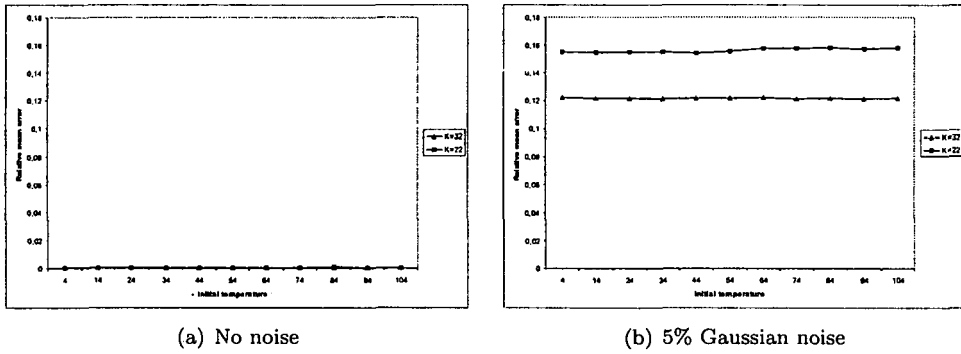 0,18
0,16
0,14
0,12
0,1
0,08
0,06
0,04
0,02
0
Relative mean error
4 14 24 34 44 54 64 74 84 94 104
Initial temperature
K=32
K=22
(a) No noise
0,18
0,16
0,14
0,12
0,1
0,08
0,06
0,04
0,02
0
Relative mean error
4 14 24 34 44 54 64 74 84 94 104
Initial temperature
K=32
K=22
(b) 5% Gaussian noise